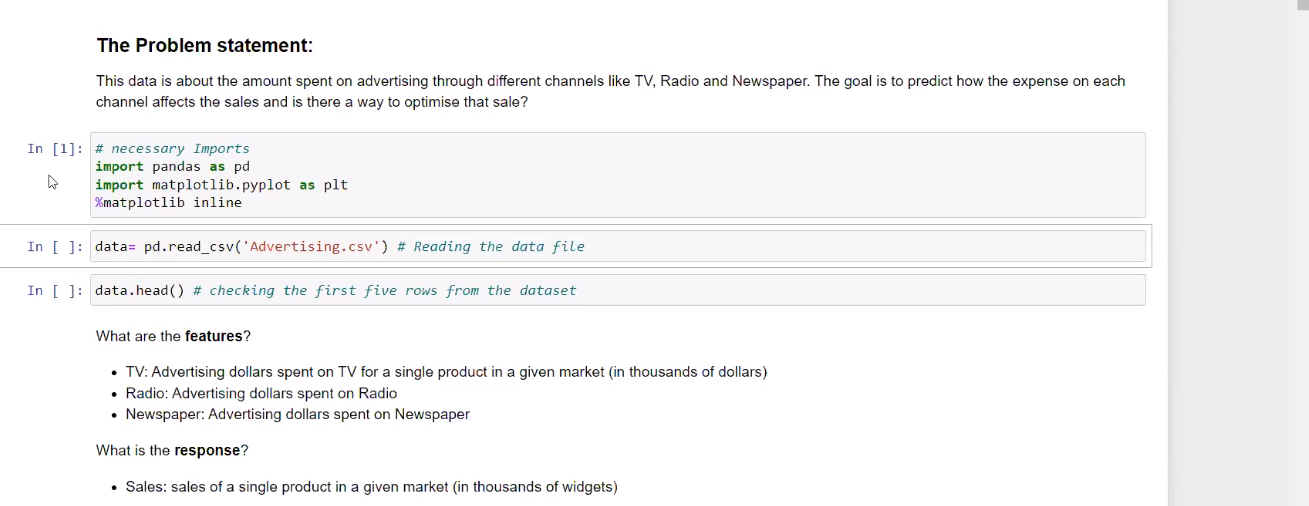 The Problem statement:
This data is about the amount spent on advertising through different channels like TV, Radio and Newspaper. The goal is to predict how the expense on each
channel affects the sales and is there a way to optimise that sale?
In [1]: # necessary Imports
import pandas as pd
import matplotlib.pyplot as plt
%matplotlib inline
In [ ]: data= pd.read_csv('Advertising.csv') # Reading the data file
In [ ]: data.head() # checking the first five rows from the dataset
What are the features?
• TV: Advertising dollars spent on TV for a single product in a given market (in thousands of dollars)
• Radio: Advertising dollars spent on Radio
• Newspaper: Advertising dollars spent on Newspaper
What is the response?
• Sales: sales of a single product in a given market (in thousands of widgets)